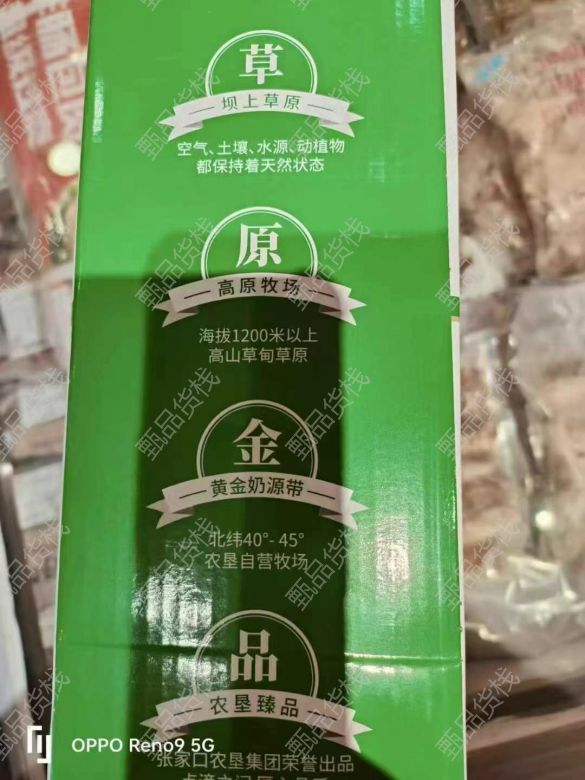 草
坝上草原
空气、土壤、水源、动植物
都保持着天然状态
原
高原牧场
海拔1200米以上
高山草甸草原
金
黄金奶源带
北纬40°- 45°
农垦自营牧场
品
农垦臻品
张家口农垦集团荣誉出品
OPPO Reno9 5G
甄品货栈